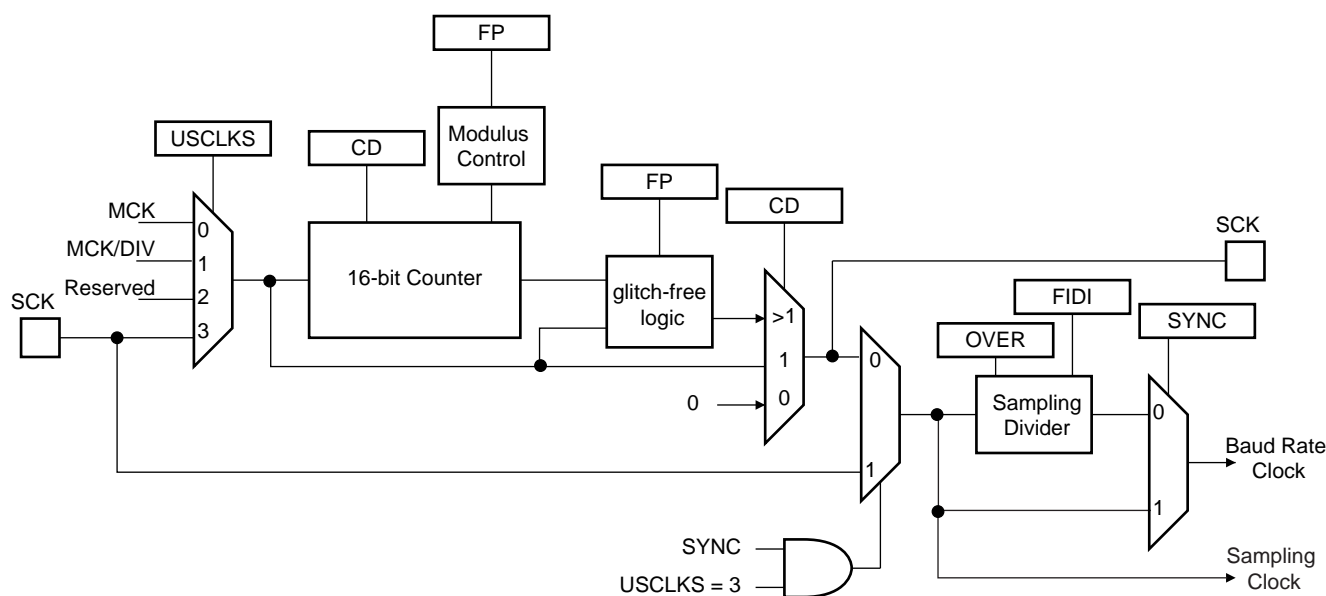 FP
USCLKS
CD
Modulus
Control
FP
CD
MCK
0
MCK/DIV
1
Reserved
2
SCK
3
16-bit Counter
glitch-free
logic
>1
1
0
0
SCK
FIDI
OVER
SYNC
0
1
Sampling
Divider
0
1
Baud Rate
Clock
SYNC
USCLKS = 3
Sampling
Clock